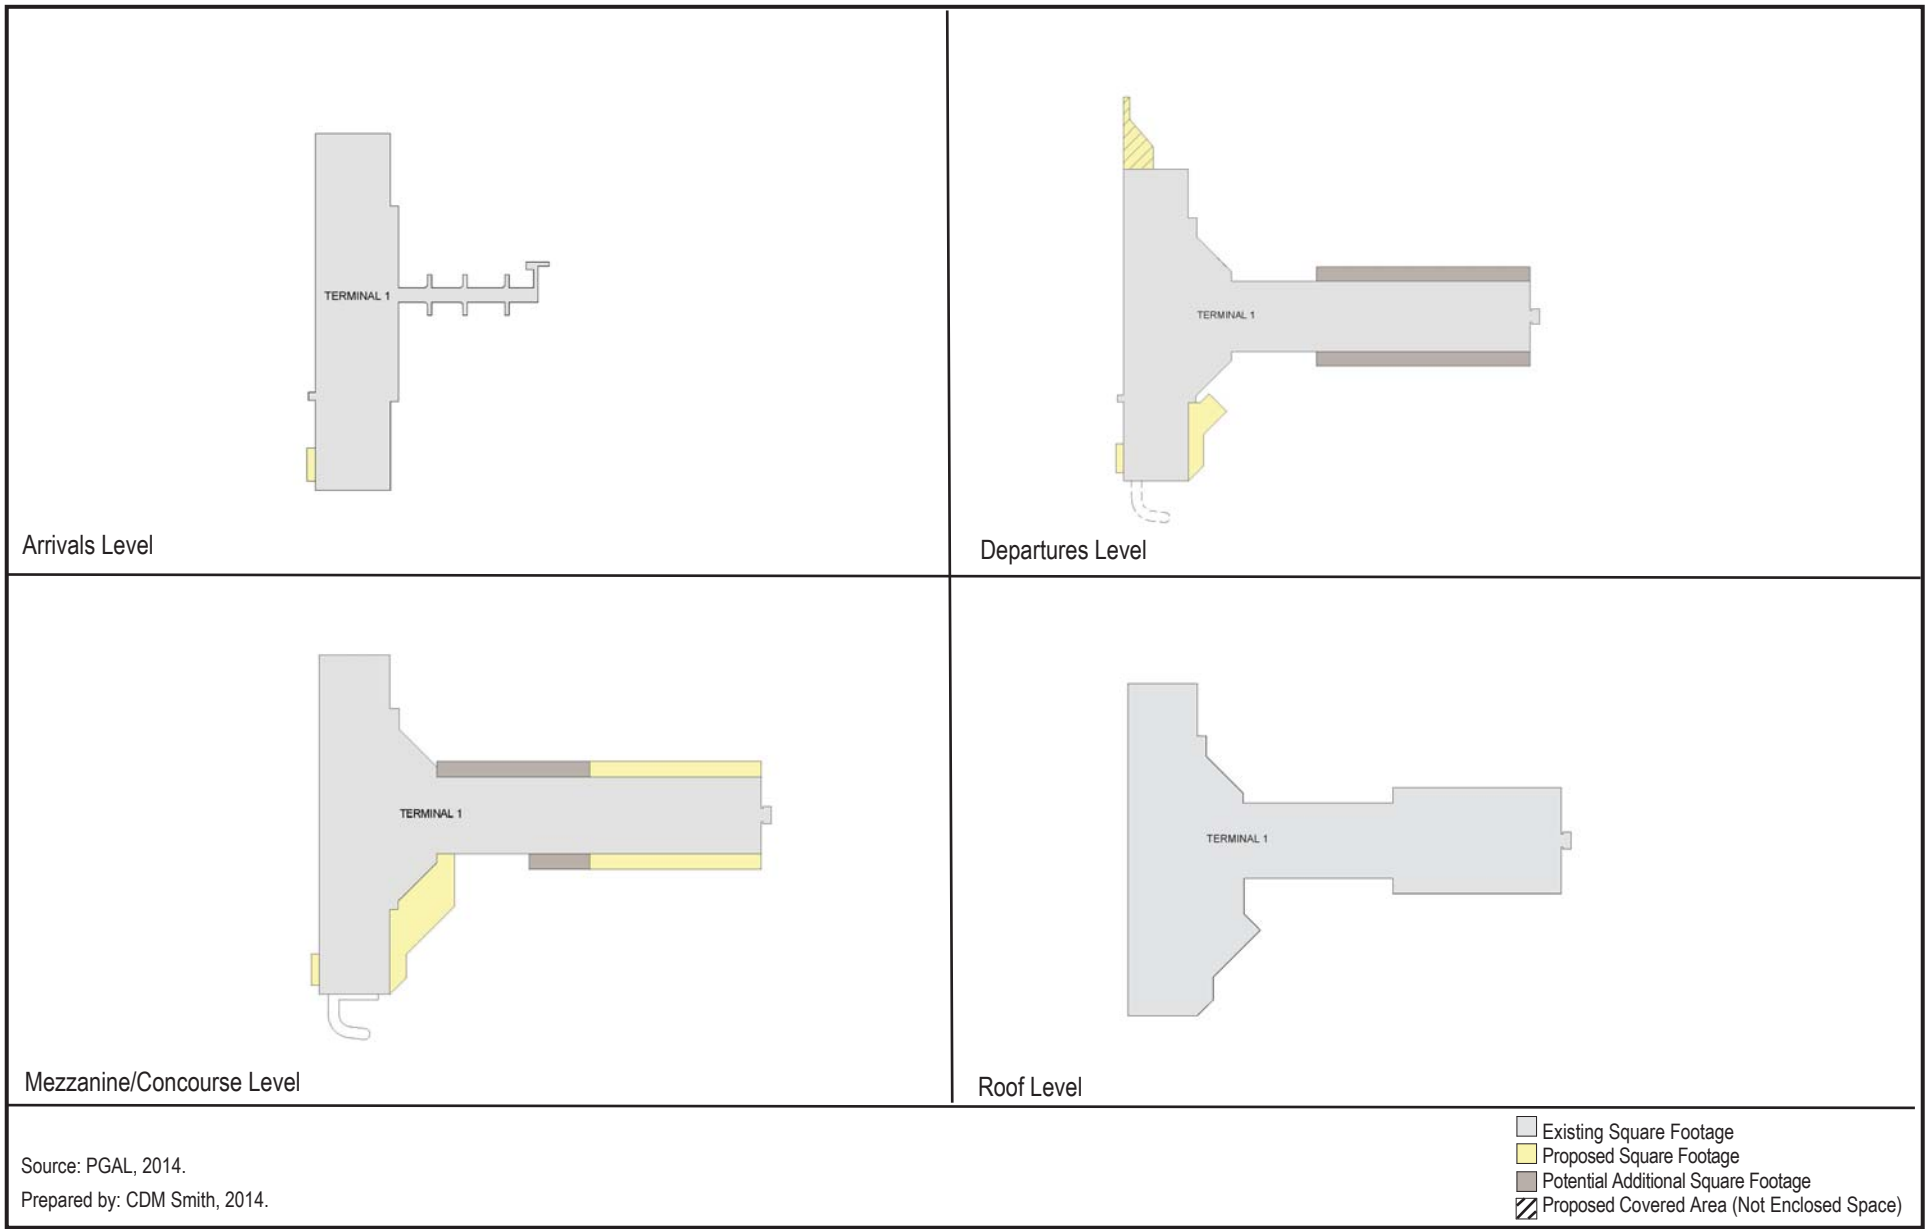 TERMINAL 1
Arrivals Level
TERMINAL 1
Departures Level
TERMINAL 1
Mezzanine/Concourse Level
TERMINAL 1
Roof Level
Source: PGAL, 2014.
Prepared by: CDM Smith, 2014.
Existing Square Footage
Proposed Square Footage
Potential Additional Square Footage
Proposed Covered Area (Not Enclosed Space)